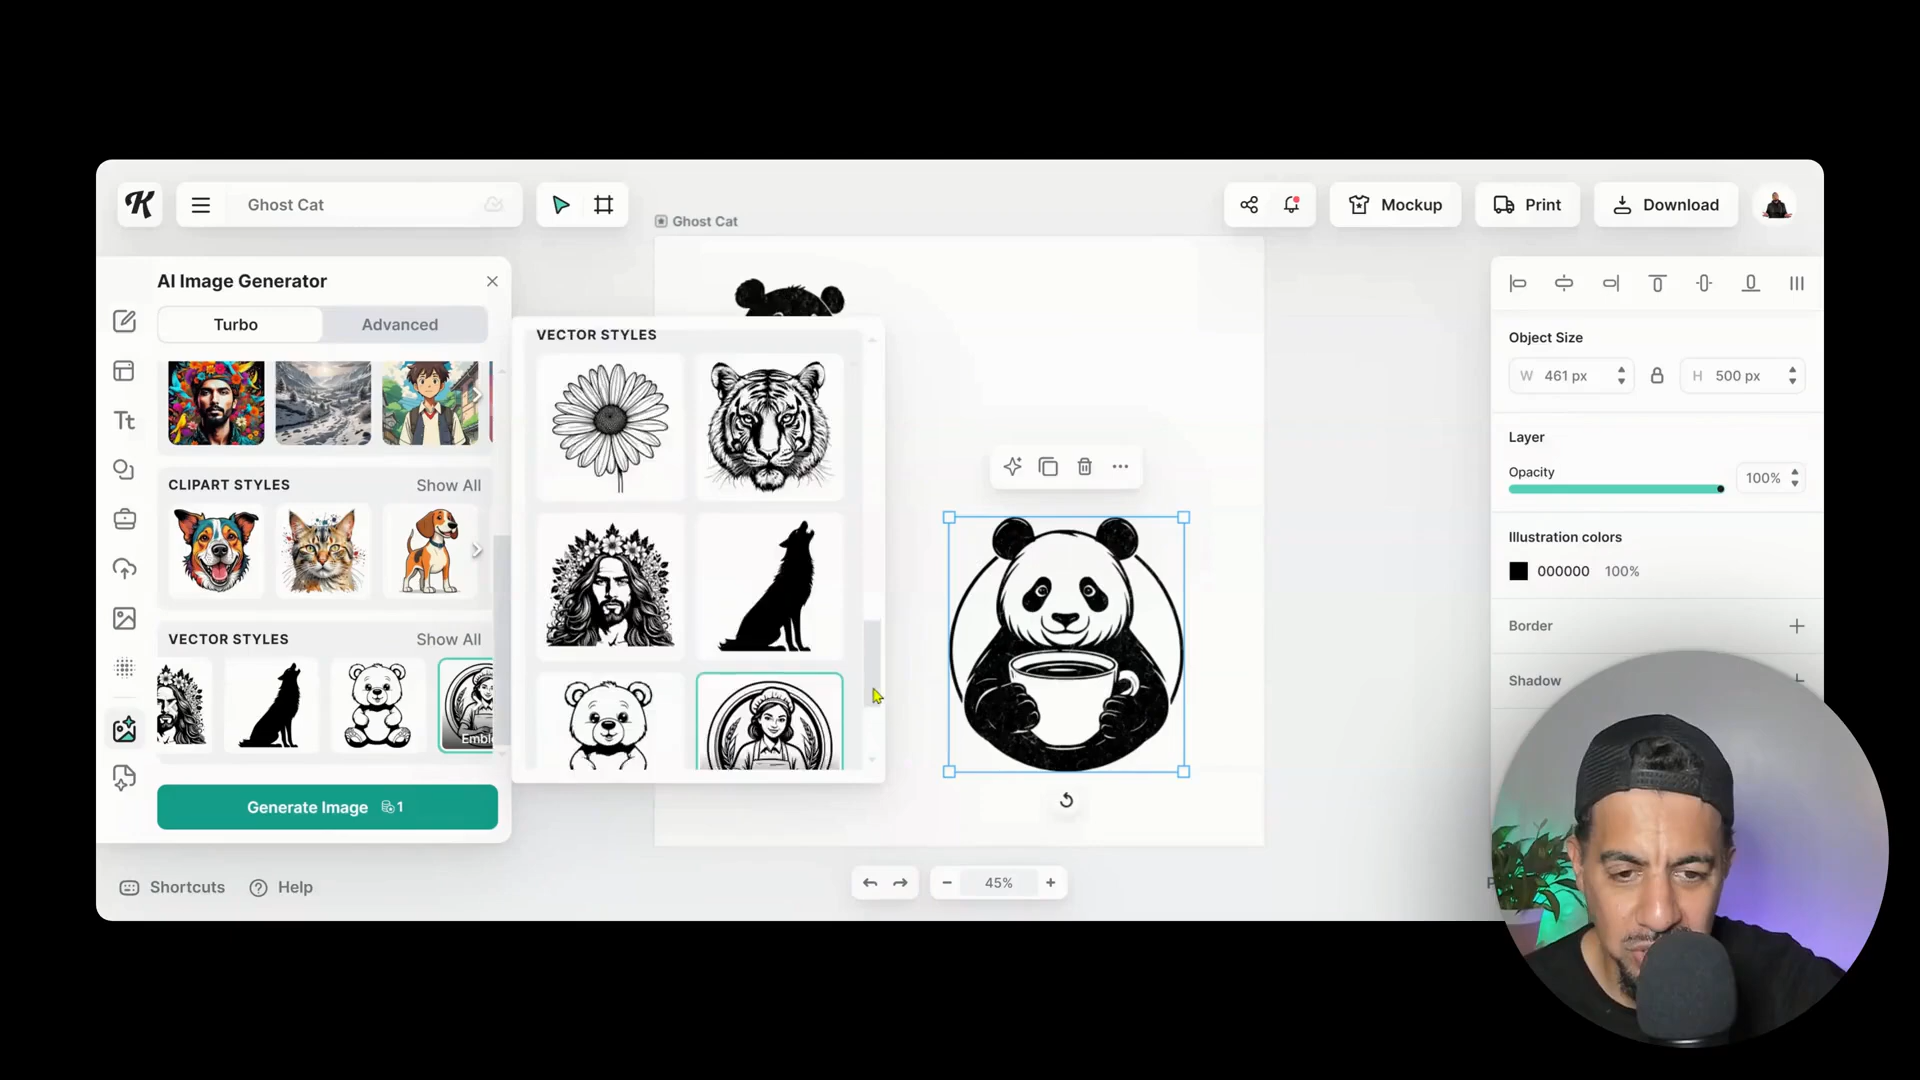 K
Ghost Cat
Ghost Cat
Mockup
Print
Download
AI Image Generator
Turbo
Advanced
CLIPART STYLES
Show All
VECTOR STYLES
Show All
Generate Image 1
VECTOR STYLES
Object Size
W 461 px
H 500 px
Layer
Opacity
100%
Illustration colors
000000 100%
Border
Shadow
Tt
Shortcuts
Help
45%